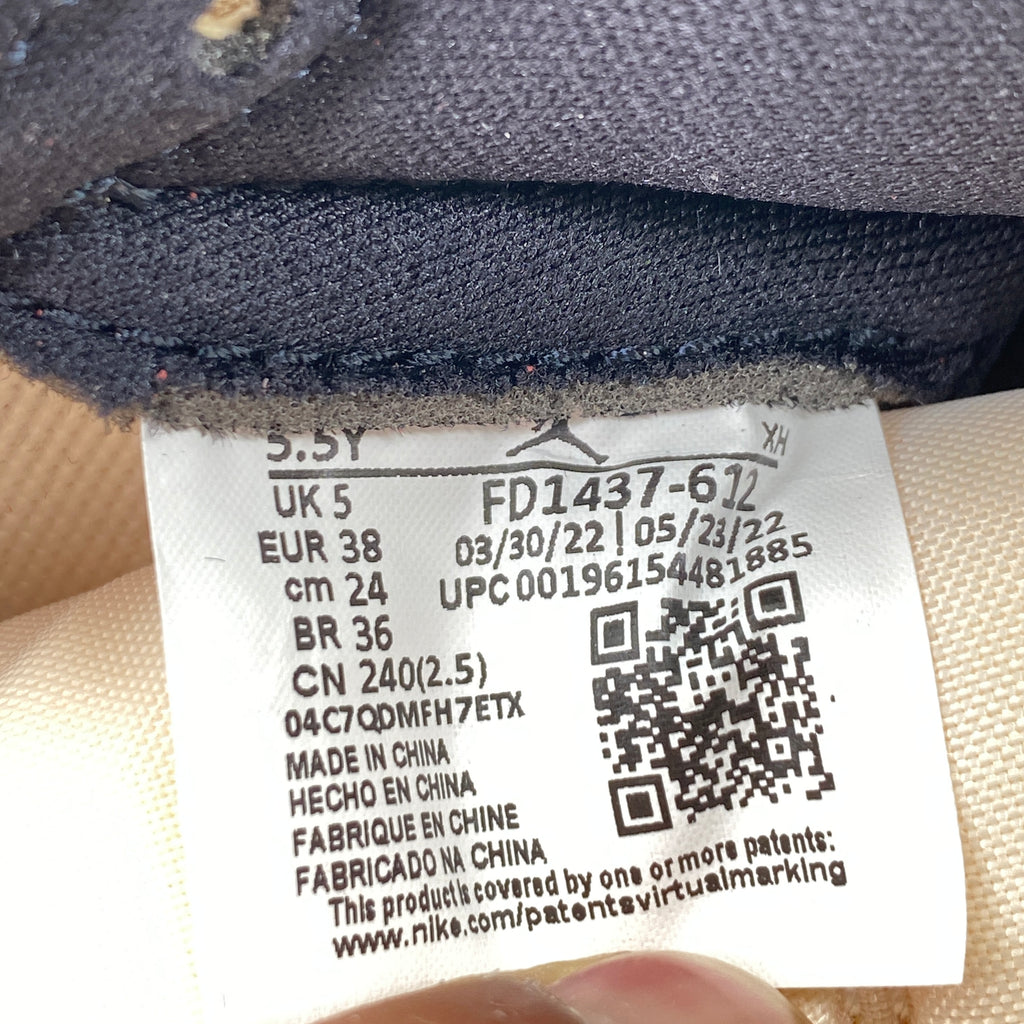 5.5Y
XH
UK 5
FD1437-612
EUR 38
03/30/22 | 05/23/22
cm 24
UPC00196154481885
BR 36
CN 240(2.5)
04C7QDMFH7ETX
MADE IN CHINA
HECHO EN CHINA
FABRIQUE EN CHINE
FABRICADO NA CHINA
This product is covered by one or more patents:
www.nike.com/patentsvirtualmarking